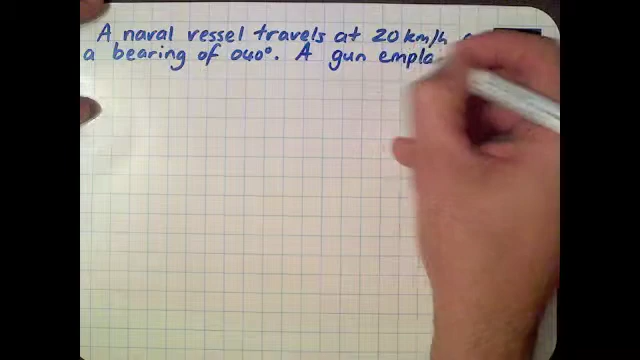 A naval vessel travels at 20 km/h
a bearing of 040°. A gun empla